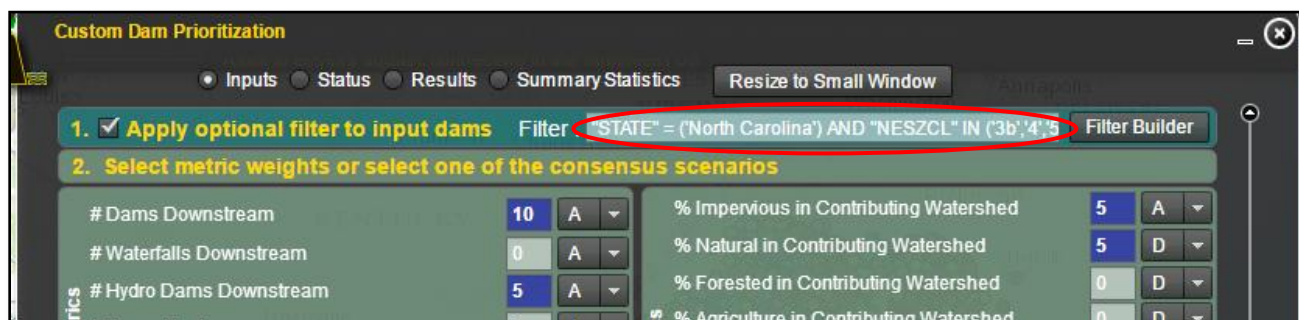 Custom Dam Prioritization
Inputs Status Results Summary Statistics Resize to Small Window
1. Apply optional filter to input dams Filter : "STATE" = ('North Carolina') AND "NESZCL" IN ('3b','4','5 Filter Builder
2. Select metric weights or select one of the consensus scenarios
# Dams Downstream 10 A % Impervious in Contributing Watershed 5 A
# Waterfalls Downstream 0 A % Natural in Contributing Watershed 5 D
# Hydro Dams Downstream 5 A % Forested in Contributing Watershed 0 D
% Agriculture in Contributing Watershed 0 D